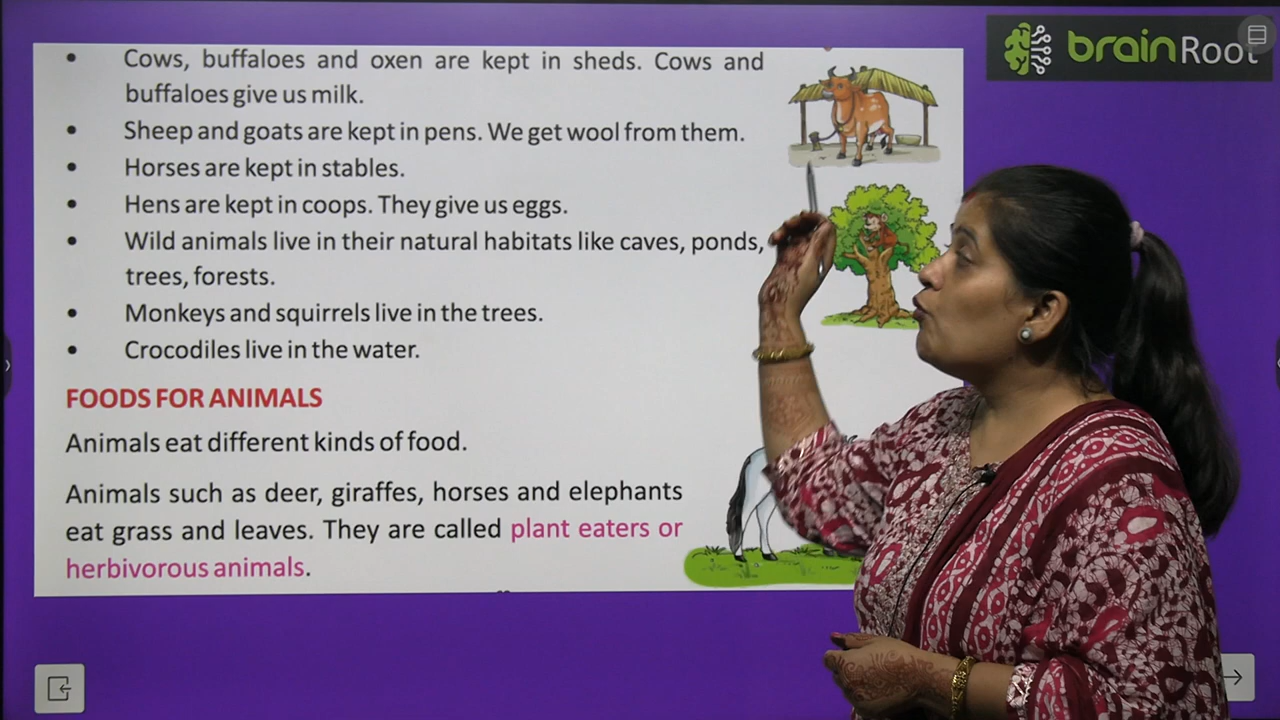 brainRoot
• Cows, buffaloes and oxen are kept in sheds. Cows and
buffaloes give us milk.
• Sheep and goats are kept in pens. We get wool from them.
• Horses are kept in stables.
• Hens are kept in coops. They give us eggs.
• Wild animals live in their natural habitats like caves, ponds,
trees, forests.
• Monkeys and squirrels live in the trees.
• Crocodiles live in the water.
FOODS FOR ANIMALS
Animals eat different kinds of food.
Animals such as deer, giraffes, horses and elephants
eat grass and leaves. They are called plant eaters or
herbivorous animals.